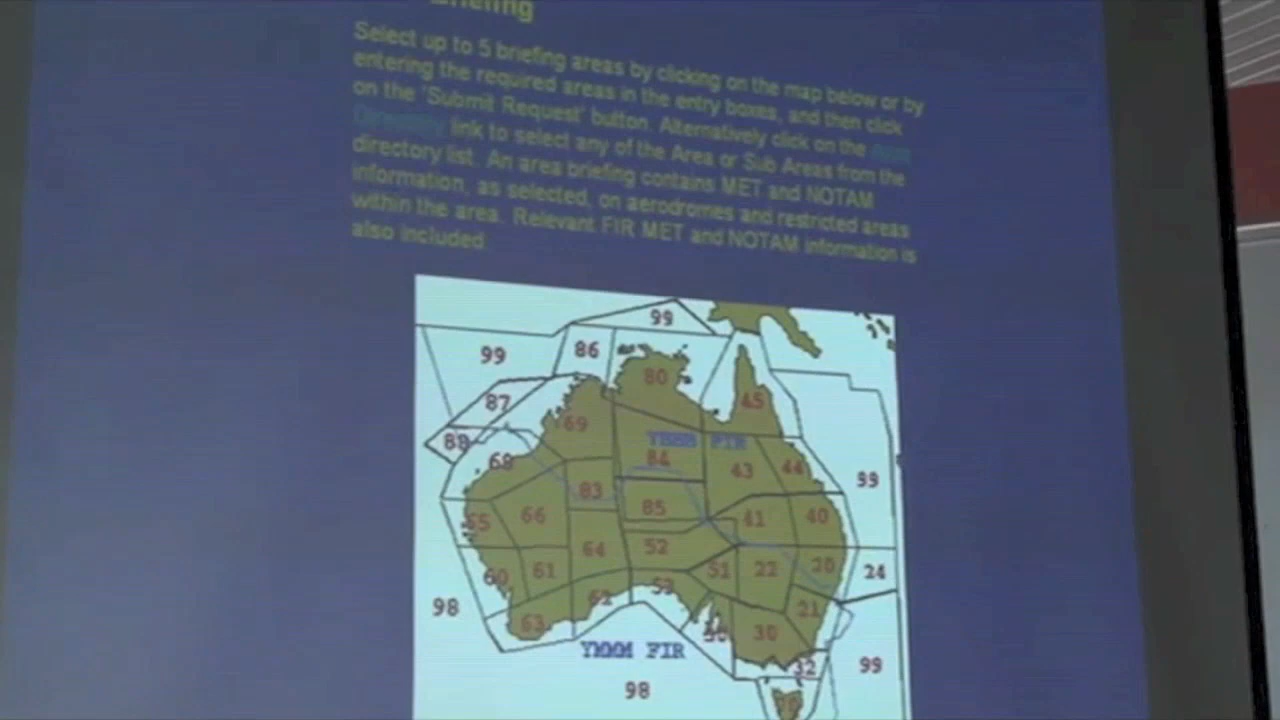 Briefing
Select up to 5 briefing areas by clicking on the map below or by
entering the required areas in the entry boxes, and then click
on the 'Submit Request' button. Alternatively click on the
link to select any of the Area or Sub Areas from the
directory list. An area briefing contains MET and NOTAM
information, as selected, on aerodromes and restricted areas
within the area. Relevant FIR MET and NOTAM information is
also included.
99
99 86
80
87 45
69
88 YBBB FIR
68 84 43 44
99
83 85
65 66 41 40
64 52
60 61 51 22 20 24
62 53
98 63 21
30
YMMM FIR 32 99
98